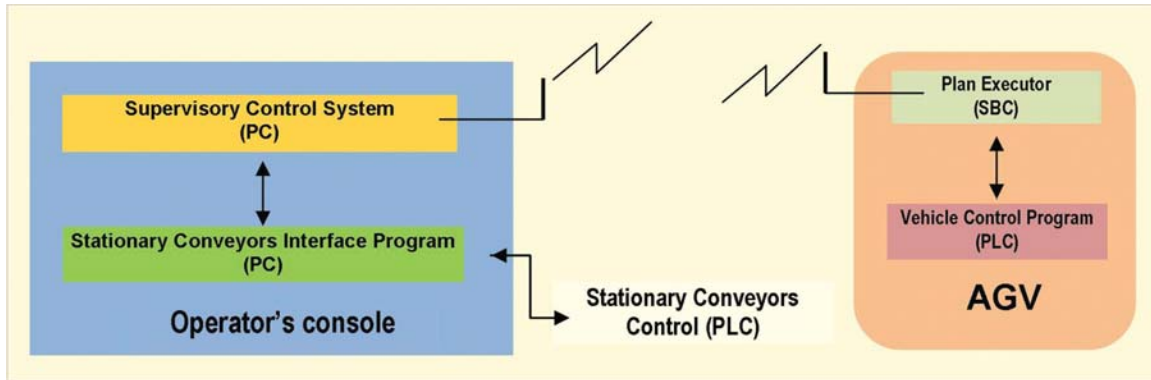 Supervisory Control System
(PC)
Stationary Conveyors Interface Program
(PC)
Operator's console
Stationary Conveyors
Control (PLC)
Plan Executor
(SBC)
Vehicle Control Program
(PLC)
AGV